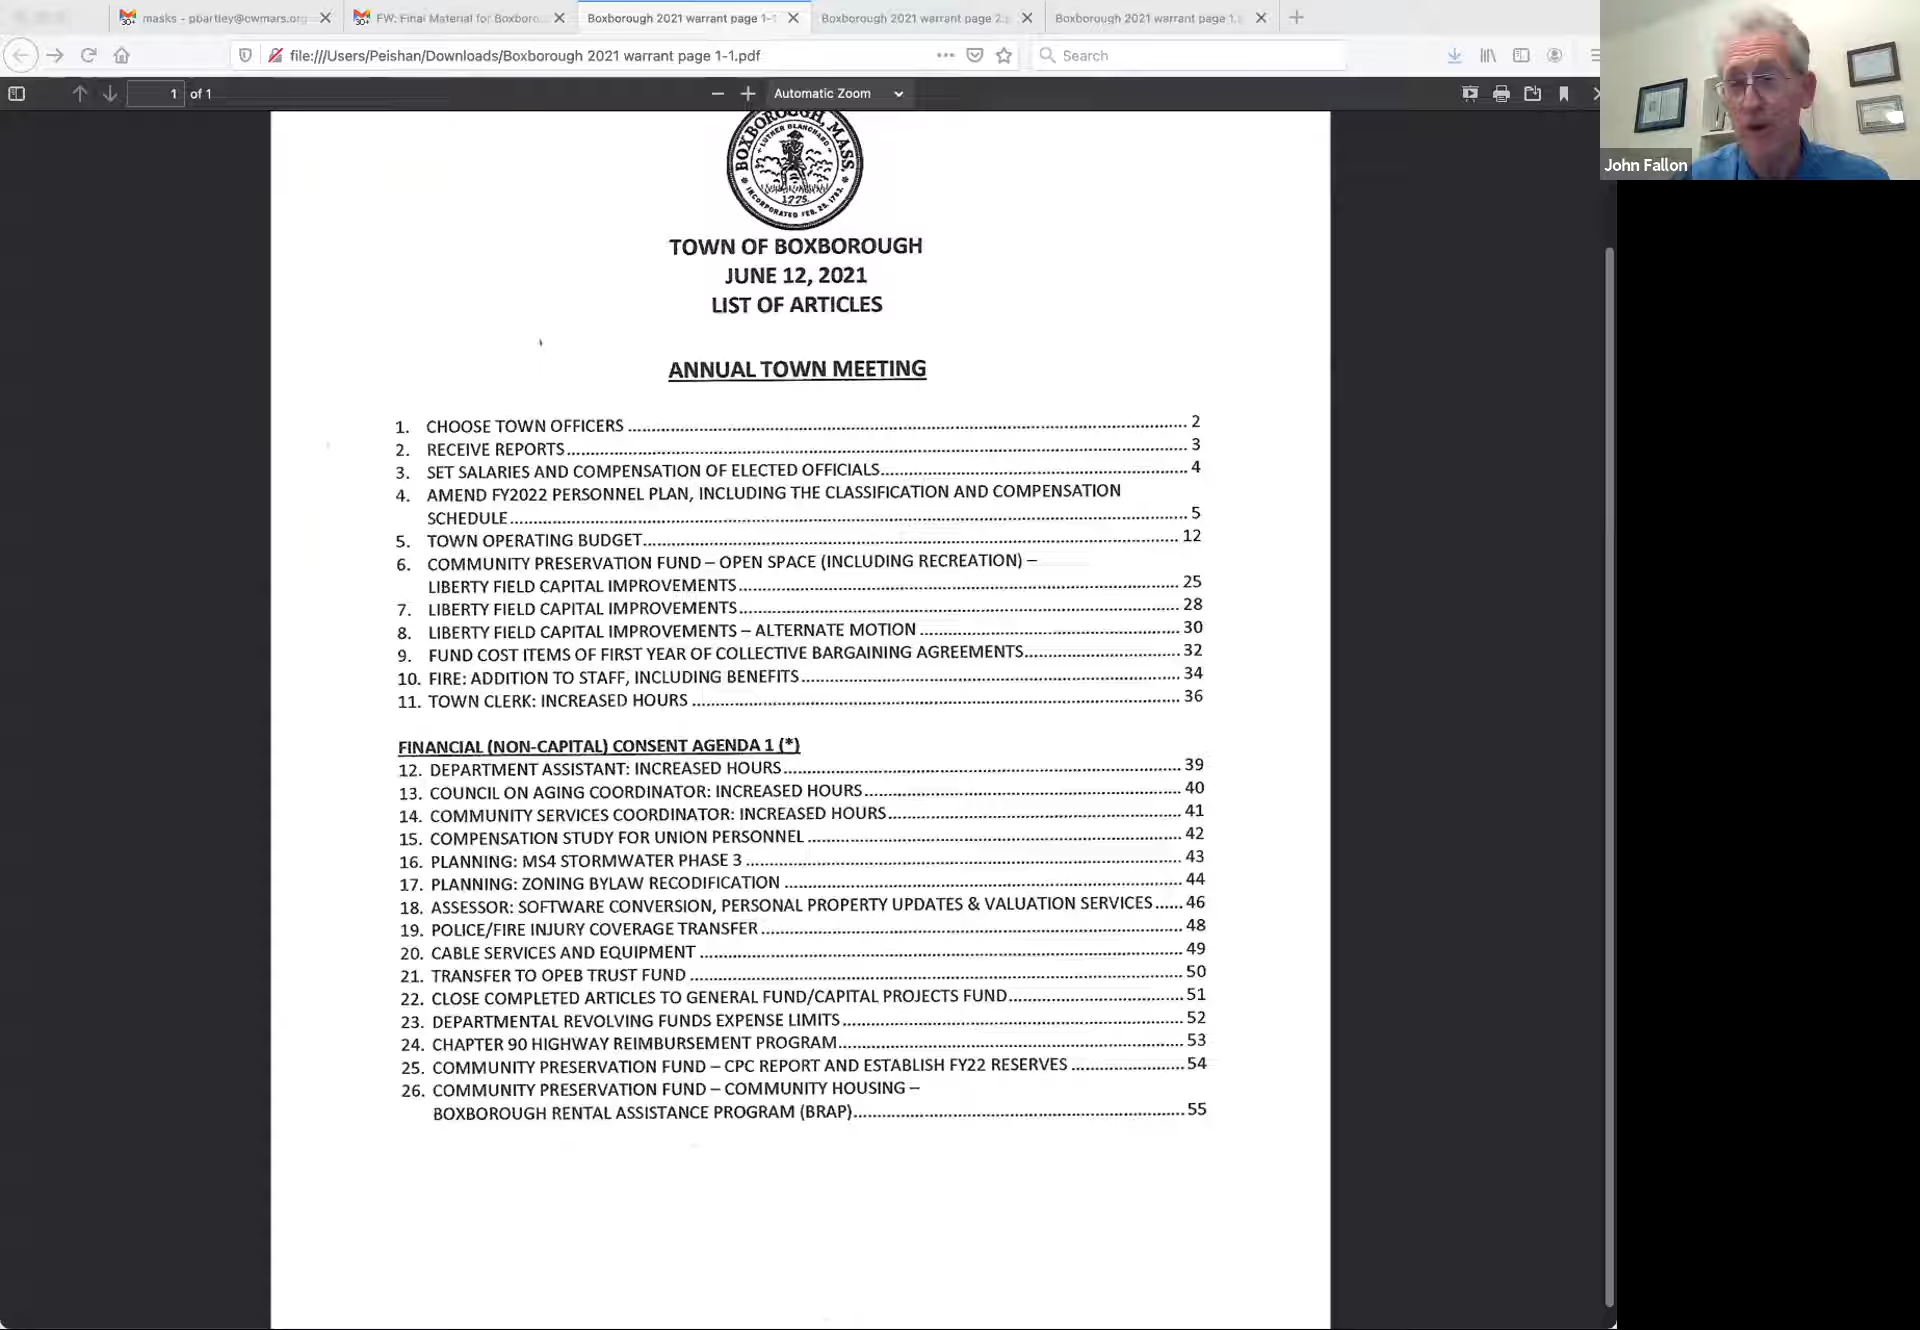 masks - pbartley@cwmars.org
FW: Final Material for Boxboro
Boxborough 2021 warrant page 1-1
Boxborough 2021 warrant page 2
Boxborough 2021 warrant page 1.
file:///Users/Peishan/Downloads/Boxborough 2021 warrant page 1-1.pdf
Search
1 of 1
Automatic Zoom
John Fallon
BOXBOROUGH, MASS.
LUTHER BLANCHARD
1775.
INCORPORATED FEB. 25, 1783.
TOWN OF BOXBOROUGH
JUNE 12, 2021
LIST OF ARTICLES
ANNUAL TOWN MEETING
1. CHOOSE TOWN OFFICERS 2
2. RECEIVE REPORTS 3
3. SET SALARIES AND COMPENSATION OF ELECTED OFFICIALS 4
4. AMEND FY2022 PERSONNEL PLAN, INCLUDING THE CLASSIFICATION AND COMPENSATION
SCHEDULE 5
5. TOWN OPERATING BUDGET 12
6. COMMUNITY PRESERVATION FUND – OPEN SPACE (INCLUDING RECREATION) –
LIBERTY FIELD CAPITAL IMPROVEMENTS 25
7. LIBERTY FIELD CAPITAL IMPROVEMENTS 28
8. LIBERTY FIELD CAPITAL IMPROVEMENTS – ALTERNATE MOTION 30
9. FUND COST ITEMS OF FIRST YEAR OF COLLECTIVE BARGAINING AGREEMENTS 32
10. FIRE: ADDITION TO STAFF, INCLUDING BENEFITS 34
11. TOWN CLERK: INCREASED HOURS 36
FINANCIAL (NON-CAPITAL) CONSENT AGENDA 1 (*)
12. DEPARTMENT ASSISTANT: INCREASED HOURS 39
13. COUNCIL ON AGING COORDINATOR: INCREASED HOURS 40
14. COMMUNITY SERVICES COORDINATOR: INCREASED HOURS 41
15. COMPENSATION STUDY FOR UNION PERSONNEL 42
16. PLANNING: MS4 STORMWATER PHASE 3 43
17. PLANNING: ZONING BYLAW RECODIFICATION 44
18. ASSESSOR: SOFTWARE CONVERSION, PERSONAL PROPERTY UPDATES & VALUATION SERVICES 46
19. POLICE/FIRE INJURY COVERAGE TRANSFER 48
20. CABLE SERVICES AND EQUIPMENT 49
21. TRANSFER TO OPEB TRUST FUND 50
22. CLOSE COMPLETED ARTICLES TO GENERAL FUND/CAPITAL PROJECTS FUND 51
23. DEPARTMENTAL REVOLVING FUNDS EXPENSE LIMITS 52
24. CHAPTER 90 HIGHWAY REIMBURSEMENT PROGRAM 53
25. COMMUNITY PRESERVATION FUND – CPC REPORT AND ESTABLISH FY22 RESERVES 54
26. COMMUNITY PRESERVATION FUND – COMMUNITY HOUSING –
BOXBOROUGH RENTAL ASSISTANCE PROGRAM (BRAP) 55